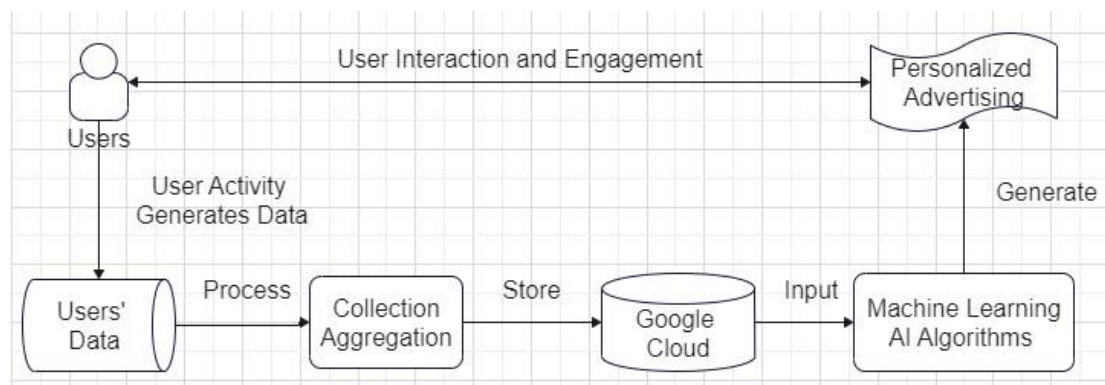 User Interaction and Engagement
Personalized
Advertising
Users
User Activity
Generates Data
Generate
Users'
Data
Process
Collection
Aggregation
Store
Google
Cloud
Input
Machine Learning
AI Algorithms